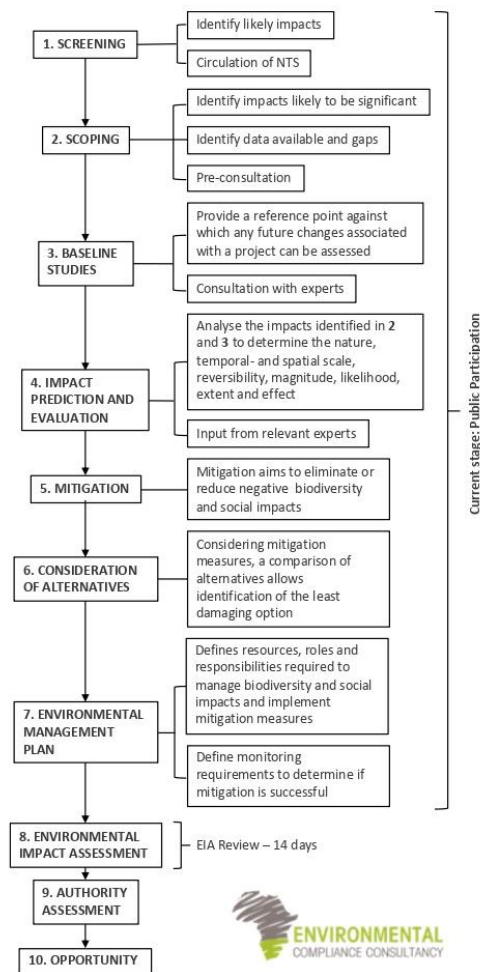 Identify likely impacts
1. SCREENING
Circulation of NTS
Identify impacts likely to be significant
2. SCOPING
Identify data available and gaps
Pre-consultation
Provide a reference point against
which any future changes associated
with a project can be assessed
3. BASELINE
STUDIES
Consultation with experts
Analyse the impacts identified in 2
and 3 to determine the nature,
temporal- and spatial scale,
reversibility, magnitude, likelihood,
extent and effect
4. IMPACT
PREDICTION AND
EVALUATION
Input from relevant experts
5. MITIGATION
Mitigation aims to eliminate or
reduce negative biodiversity
and social impacts
6. CONSIDERATION
OF ALTERNATIVES
Considering mitigation
measures, a comparison of
alternatives allows
identification of the least
damaging option
Defines resources, roles and
responsibilities required to
manage biodiversity and social
impacts and implement
mitigation measures
7. ENVIRONMENTAL
MANAGEMENT
PLAN
Define monitoring
requirements to determine if
mitigation is successful
Current stage: Public Participation
8. ENVIRONMENTAL
IMPACT ASSESSMENT
EIA Review – 14 days
9. AUTHORITY
ASSESSMENT
10. OPPORTUNITY
ENVIRONMENTAL
COMPLIANCE CONSULTANCY